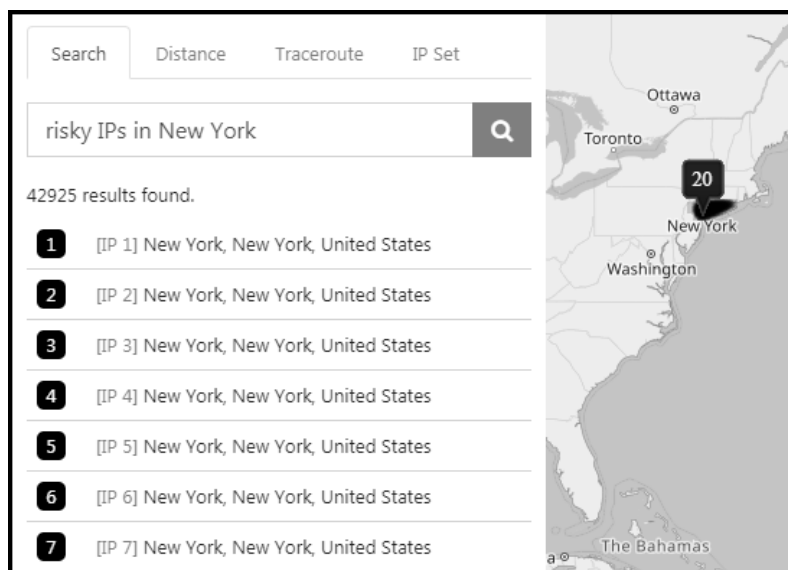 Search Distance Traceroute IP Set
risky IPs in New York
42925 results found.
1 [IP 1] New York, New York, United States
2 [IP 2] New York, New York, United States
3 [IP 3] New York, New York, United States
4 [IP 4] New York, New York, United States
5 [IP 5] New York, New York, United States
6 [IP 6] New York, New York, United States
7 [IP 7] New York, New York, United States
Ottawa
Toronto
20
New York
Washington
a
The Bahamas